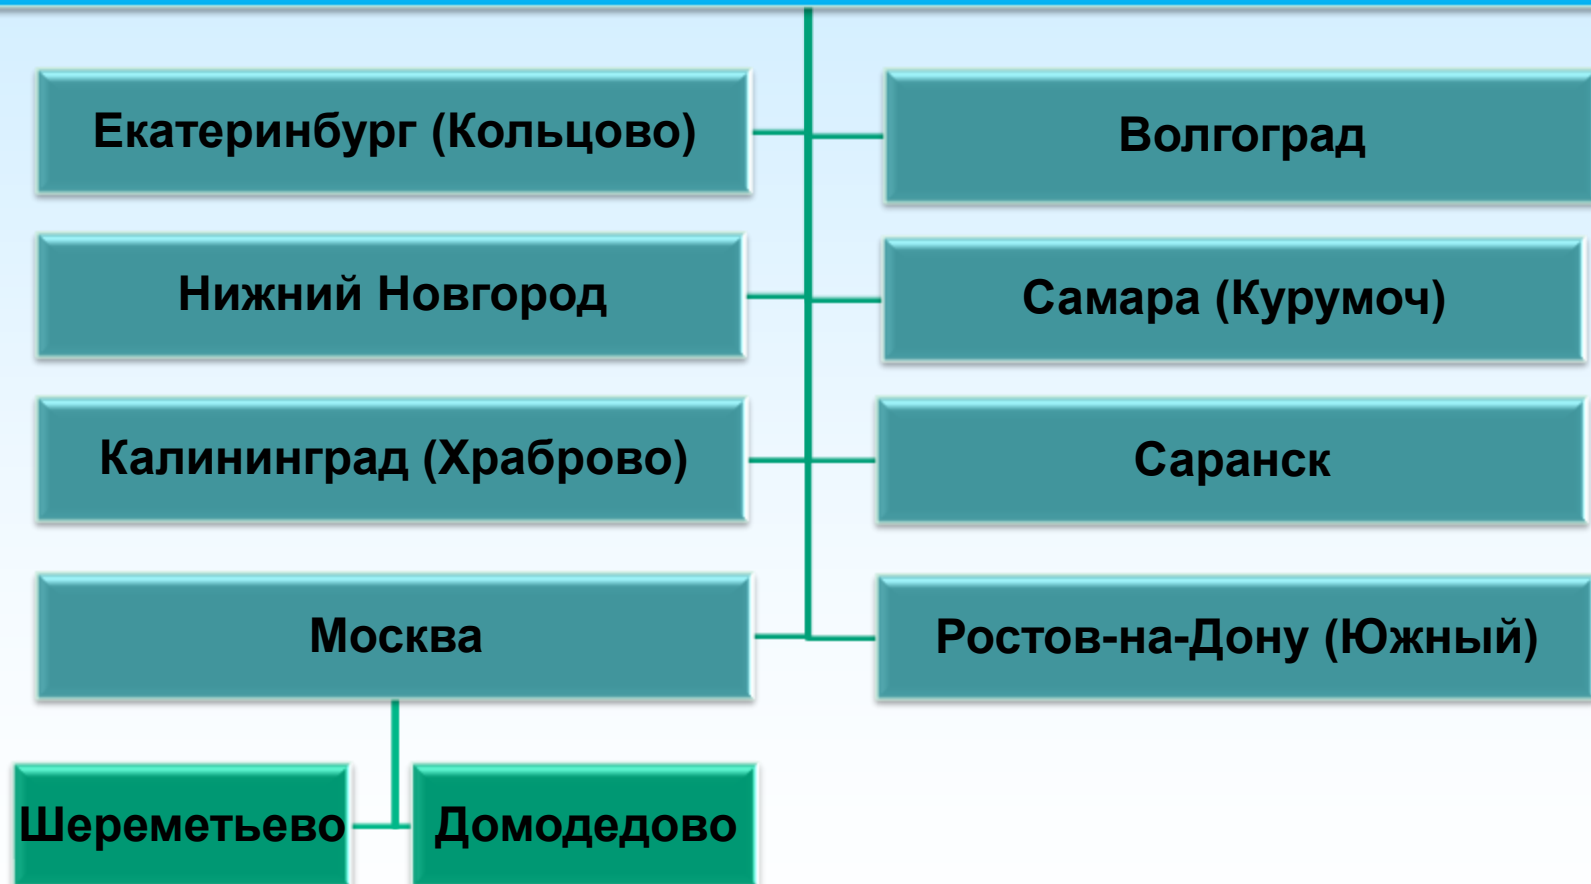 Екатеринбург (Кольцово)
Волгоград
Нижний Новгород
Самара (Курумоч)
Калининград (Храброво)
Саранск
Москва
Ростов-на-Дону (Южный)
Шереметьево
Домодедово